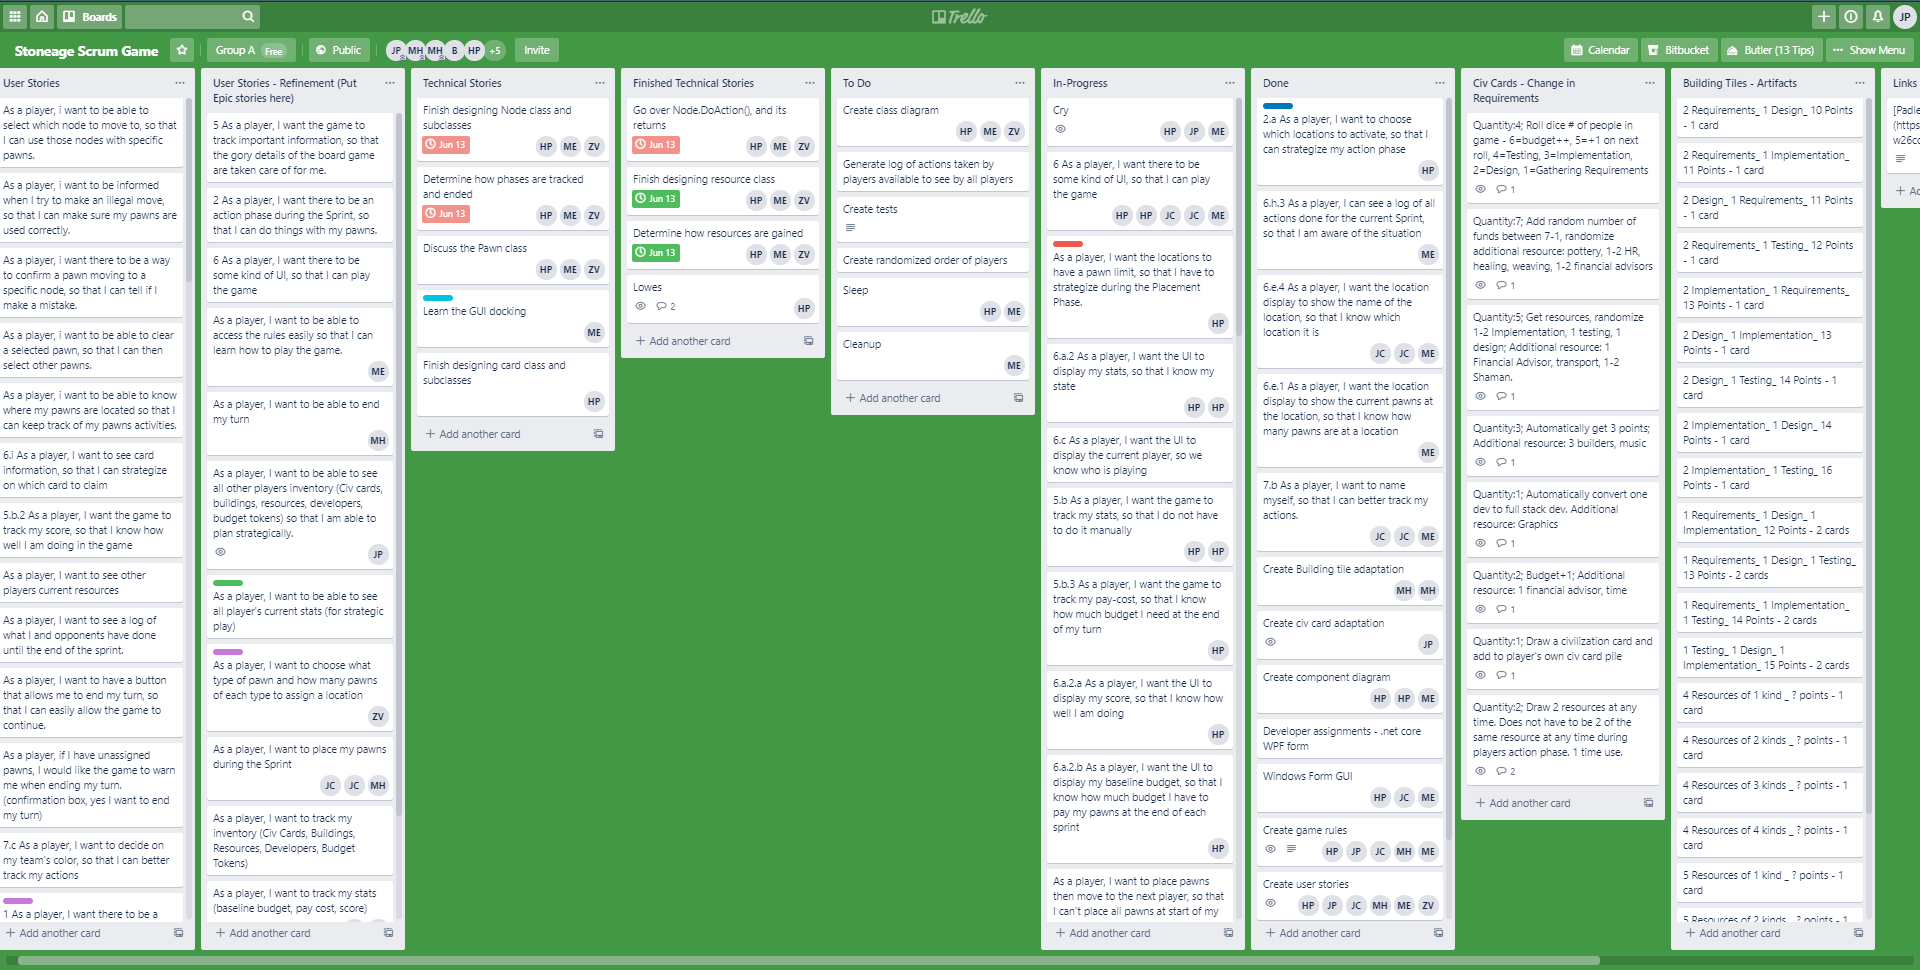 Boards
Trello
JP
Stoneage Scrum Game
Group A Free
Public
JP MH MH B HP +5
Invite
Calendar
Bitbucket
Butler (13 Tips)
Show Menu
User Stories
As a player, i want to be able to
select which node to move to, so that
I can use those nodes with specific
pawns.
As a player, i want to be informed
when I try to make an illegal move,
so that I can make sure my pawns are
used correctly.
As a player, i want there to be a way
to confirm a pawn moving to a
specific node, so that I can tell if I
make a mistake.
As a player, i want to be able to clear
a selected pawn, so that I can then
select other pawns.
As a player, i want to be able to know
where my pawns are located so that I
can keep track of my pawns activities.
6.i As a player, I want to see card
information, so that I can strategize
on which card to claim
5.b.2 As a player, I want the game to
track my score, so that I know how
well I am doing in the game
As a player, I want to see other
players current resources
As a player, I want to see a log of
what I and opponents have done
until the end of the sprint.
As a player, I want to have a button
that allows me to end my turn, so
that I can easily allow the game to
continue.
As a player, if I have unassigned
pawns, I would like the game to warn
me when ending my turn.
(confirmation box, yes I want to end
my turn)
7.c As a player, I want to decide on
my team's color, so that I can better
track my actions
1 As a player, I want there to be a
+ Add another card
User Stories - Refinement (Put
Epic stories here)
5 As a player, I want the game to
track important information, so that
the gory details of the board game
are taken care of for me.
2 As a player, I want there to be an
action phase during the Sprint, so
that I can do things with my pawns.
6 As a player, I want there to be
some kind of UI, so that I can play
the game
As a player, I want to be able to
access the rules easily so that I can
learn how to play the game.
ME
As a player, I want to be able to end
my turn
MH
As a player, I want to be able to see
all other players inventory (Civ cards,
buildings, resources, developers,
budget tokens) so that I am able to
plan strategically.
JP
As a player, I want to be able to see
all player's current stats (for strategic
play)
As a player, I want to choose what
type of pawn and how many pawns
of each type to assign a location
ZV
As a player, I want to place my pawns
during the Sprint
JC JC MH
As a player, I want to track my
inventory (Civ Cards, Buildings,
Resources, Developers, Budget
Tokens)
As a player, I want to track my stats
(baseline budget, pay cost, score)
+ Add another card
Technical Stories
Finish designing Node class and
subclasses
Jun 13
HP ME ZV
Determine how phases are tracked
and ended
Jun 13
HP ME ZV
Discuss the Pawn class
HP ME ZV
Learn the GUI docking
ME
Finish designing card class and
subclasses
HP
+ Add another card
Finished Technical Stories
Go over Node.DoAction(), and its
returns
Jun 13
HP ME ZV
Finish designing resource class
Jun 13
HP ME ZV
Determine how resources are gained
Jun 13
HP ME ZV
Lowes
2
HP
+ Add another card
To Do
Create class diagram
HP ME ZV
Generate log of actions taken by
players available to see by all players
Create tests
Create randomized order of players
Sleep
HP ME
Cleanup
ME
+ Add another card
In-Progress
Cry
HP JP ME
6 As a player, I want there to be
some kind of UI, so that I can play
the game
HP HP JC JC ME
As a player, I want the locations to
have a pawn limit, so that I have to
strategize during the Placement
Phase.
HP
6.a.2 As a player, I want the UI to
display my stats, so that I know my
state
HP HP
6.c As a player, I want the UI to
display the current player, so we
know who is playing
5.b As a player, I want the game to
track my stats, so that I do not have
to do it manually
HP HP
5.b.3 As a player, I want the game to
track my pay-cost, so that I know
how much budget I need at the end
of my turn
HP
6.a.2.a As a player, I want the UI to
display my score, so that I know how
well I am doing
HP
6.a.2.b As a player, I want the UI to
display my baseline budget, so that I
know how much budget I have to
pay my pawns at the end of each
sprint
HP
As a player, I want to place pawns
then move to the next player, so that
I can't place all pawns at start of my
+ Add another card
Done
2.a As a player, I want to choose
which locations to activate, so that I
can strategize my action phase
HP
6.h.3 As a player, I can see a log of all
actions done for the current Sprint,
so that I am aware of the situation
ME
6.e.4 As a player, I want the location
display to show the name of the
location, so that I know which
location it is
JC JC ME
6.e.1 As a player, I want the location
display to show the current pawns at
the location, so that I know how
many pawns are at a location
ME
7.b As a player, I want to name
myself, so that I can better track my
actions.
JC JC ME
Create Building tile adaptation
MH MH
Create civ card adaptation
JP
Create component diagram
HP HP ME
Developer assignments - .net core
WPF form
Windows Form GUI
HP JC ME
Create game rules
HP JP JC MH ME
Create user stories
HP JP JC MH ME ZV
+ Add another card
Civ Cards - Change in
Requirements
Quantity:4; Roll dice # of people in
game - 6=budget++, 5=+1 on next
roll, 4=Testing, 3=Implementation,
2=Design, 1=Gathering Requirements
1
Quantity:7; Add random number of
funds between 7-1, randomize
additional resource: pottery, 1-2 HR,
healing, weaving, 1-2 financial advisors
1
Quantity:5; Get resources, randomize
1-2 Implementation, 1 testing, 1
design; Additional resource: 1
Financial Advisor, transport, 1-2
Shaman.
1
Quantity:3; Automatically get 3 points;
Additional resource: 3 builders, music
1
Quantity:1; Automatically convert one
dev to full stack dev. Additional
resource: Graphics
1
Quantity:2; Budget+1; Additional
resource: 1 financial advisor, time
1
Quantity:1; Draw a civilization card and
add to player's own civ card pile
1
Quantity:2; Draw 2 resources at any
time. Does not have to be 2 of the
same resource at any time during
players action phase. 1 time use.
2
+ Add another card
Building Tiles - Artifacts
2 Requirements_ 1 Design_ 10 Points
- 1 card
2 Requirements_ 1 Implementation_
11 Points - 1 card
2 Design_ 1 Requirements_ 11 Points
- 1 card
2 Requirements_ 1 Testing_ 12 Points
- 1 card
2 Implementation_ 1 Requirements_
13 Points - 1 card
2 Design_ 1 Implementation_ 13
Points - 1 card
2 Design_ 1 Testing_ 14 Points - 1
card
2 Implementation_ 1 Design_ 14
Points - 1 card
2 Implementation_ 1 Testing_ 16
Points - 1 card
1 Requirements_ 1 Design_ 1
Implementation_ 12 Points - 2 cards
1 Requirements_ 1 Design_ 1 Testing_
13 Points - 2 cards
1 Requirements_ 1 Implementation_
1 Testing_ 14 Points - 2 cards
1 Testing_ 1 Design_ 1
Implementation_ 15 Points - 2 cards
4 Resources of 1 kind _ ? points - 1
card
4 Resources of 2 kinds _ ? points - 1
card
4 Resources of 3 kinds _ ? points - 1
card
4 Resources of 4 kinds _ ? points - 1
card
5 Resources of 1 kind _ ? points - 1
card
5 Resources of 2 kinds _ ? points - 1
+ Add another card
Links
[Padle
(https
w26cc
+ Ad